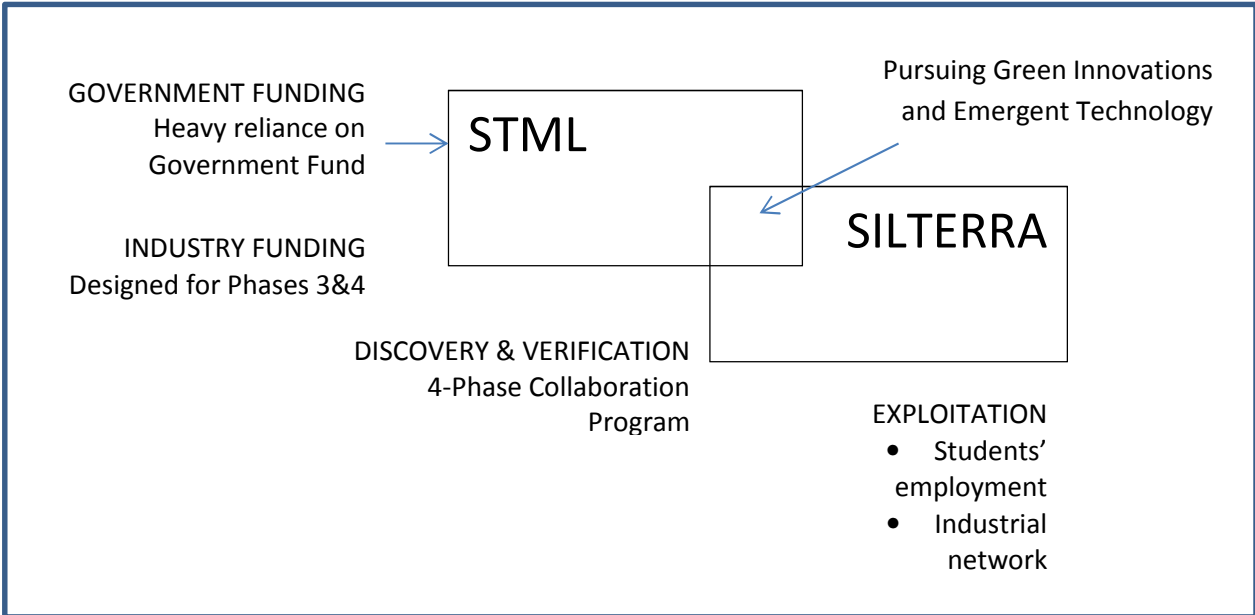 GOVERNMENT FUNDING
Heavy reliance on
Government Fund
INDUSTRY FUNDING
Designed for Phases 3&4
STML
Pursuing Green Innovations
and Emergent Technology
SILTERRA
DISCOVERY & VERIFICATION
4-Phase Collaboration
Program
EXPLOITATION
• Students’
employment
• Industrial
network